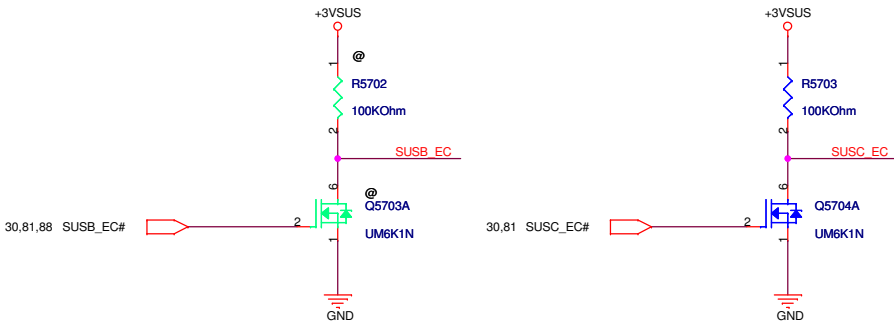 +3VSUS
@
1
R5702
100KOhm
2
SUSB_EC
6
@
Q5703A
2
30,81,88 SUSB_EC#
UM6K1N
1
GND
+3VSUS
1
R5703
100KOhm
2
SUSC_EC
6
Q5704A
2
30,81 SUSC_EC#
UM6K1N
1
GND